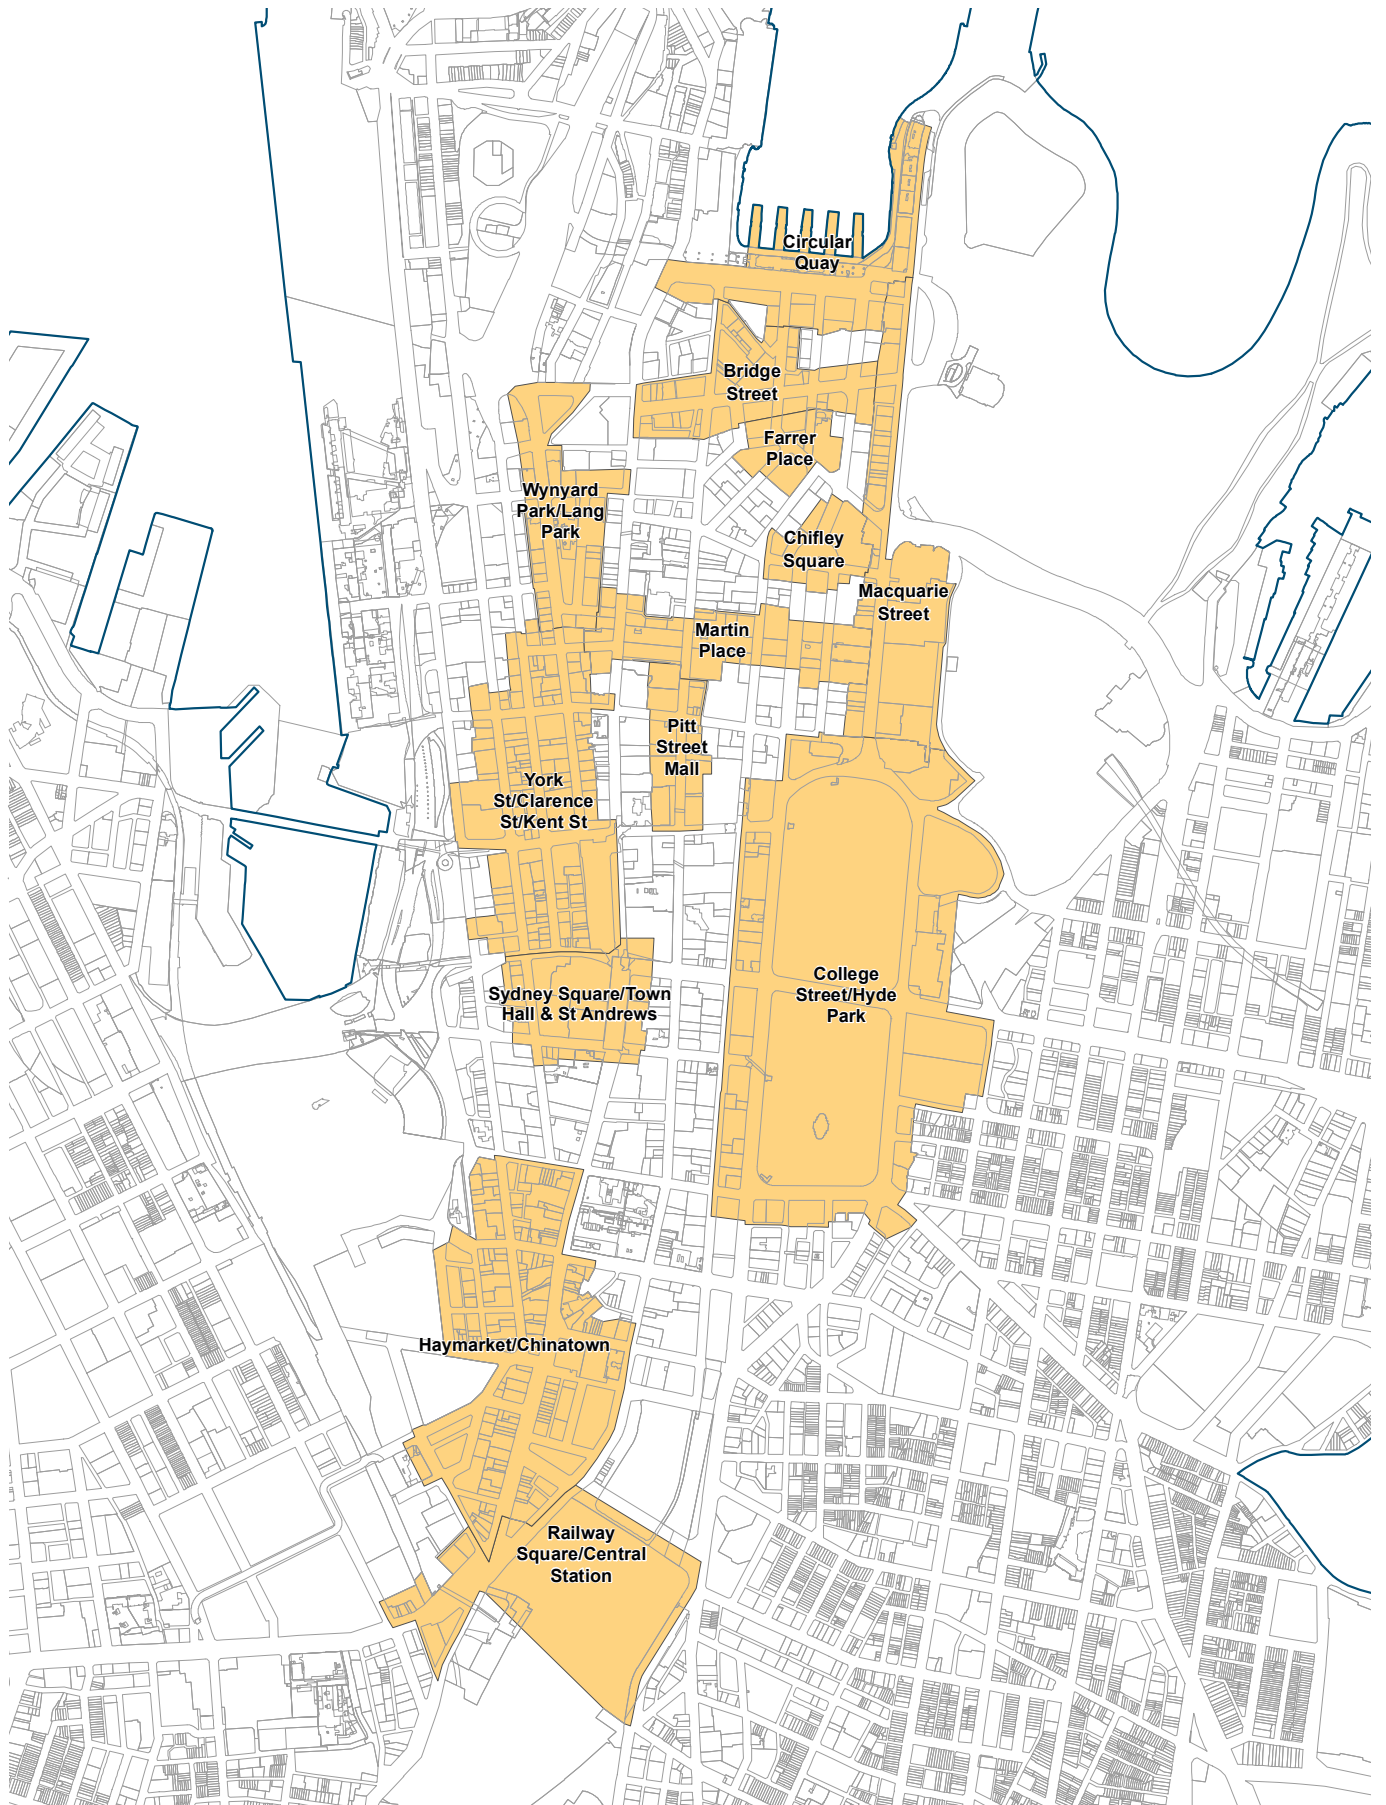 Circular
Quay
Bridge
Street
Farrer
Place
Wynyard
Park/Lang
Park
Chifley
Square
Macquarie
Street
Martin
Place
Pitt
Street
Mall
York
St/Clarence
St/Kent St
College
Street/Hyde
Park
Sydney Square/Town
Hall & St Andrews
Haymarket/Chinatown
Railway
Square/Central
Station